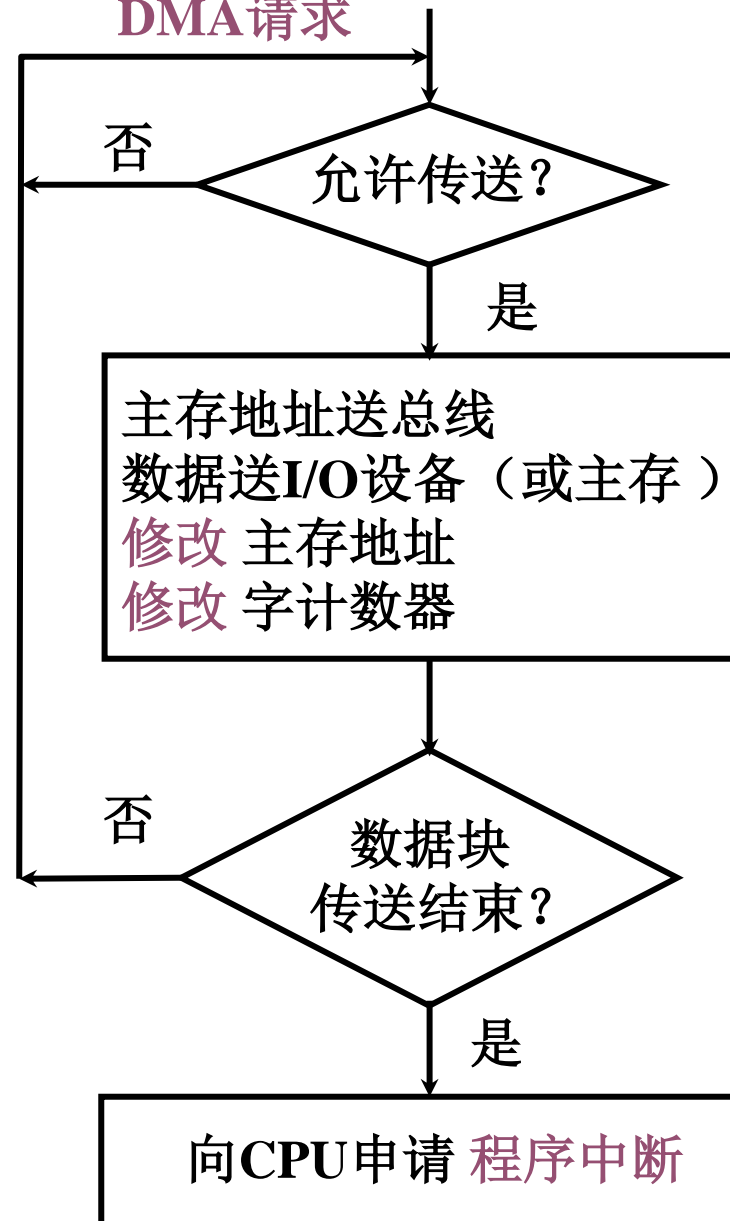 DMA请求
否
允许传送？
是
主存地址送总线
数据送I/O设备（或主存 ）
修改 主存地址
修改 字计数器
否
数据块
传送结束？
是
向CPU申请 程序中断